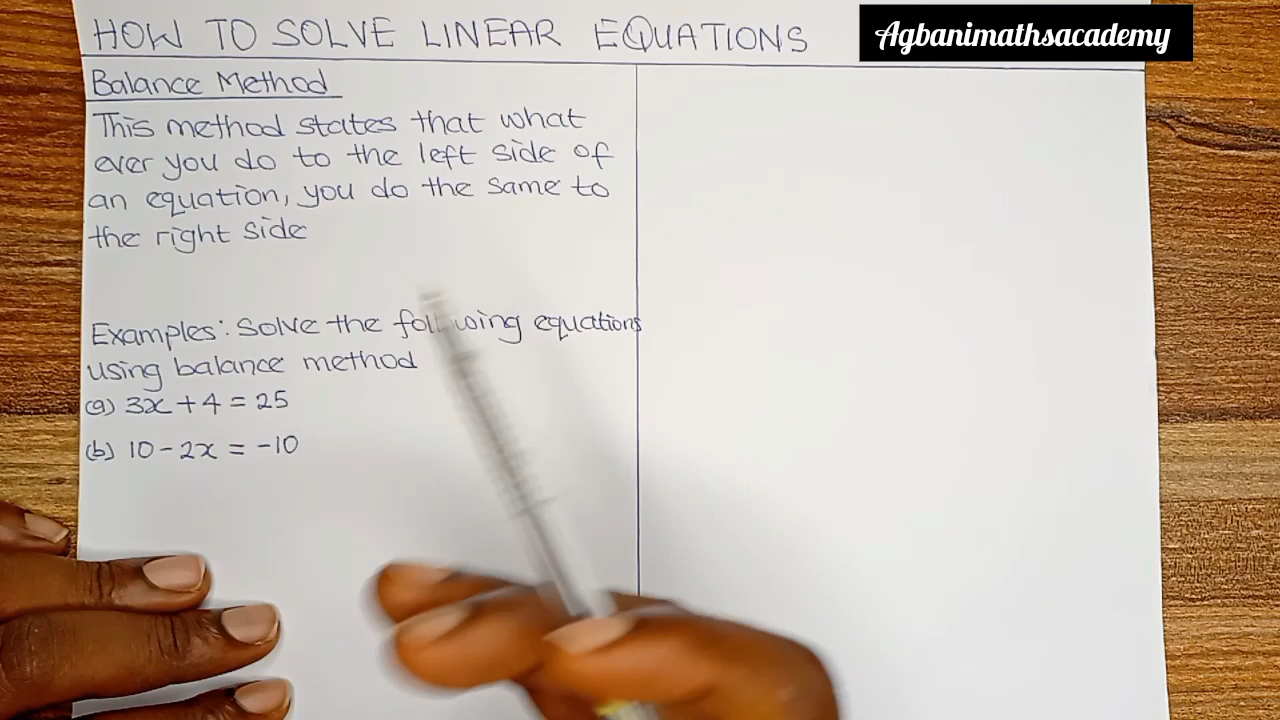 HOW TO SOLVE LINEAR EQUATIONS
Agbanimathsacademy
Balance Method
This method states that what
ever you do to the left side of
an equation, you do the same to
the right side
Examples: Solve the following equations
using balance method
(a) 3x + 4 = 25
(b) 10 - 2x = -10